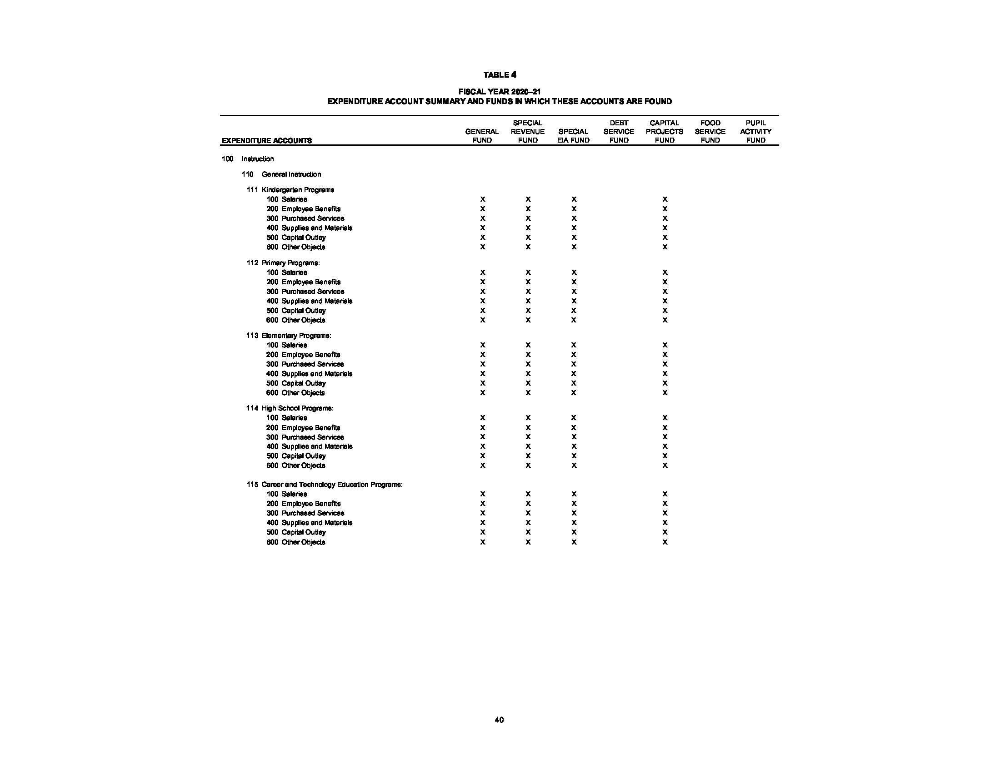 TABLE 4
FISCAL YEAR 2020–21
EXPENDITURE ACCOUNT SUMMARY AND FUNDS IN WHICH THESE ACCOUNTS ARE FOUND
SPECIAL DEBT CAPITAL FOOD PUPIL
GENERAL REVENUE SPECIAL SERVICE PROJECTS SERVICE ACTIVITY
EXPENDITURE ACCOUNTS FUND FUND EIA FUND FUND FUND FUND FUND
100 Instruction
110 General Instruction
111 Kindergarten Programs
100 Salaries X X X X
200 Employee Benefits X X X X
300 Purchased Services X X X X
400 Supplies and Materials X X X X
500 Capital Outlay X X X X
600 Other Objects X X X X
112 Primary Programs:
100 Salaries X X X X
200 Employee Benefits X X X X
300 Purchased Services X X X X
400 Supplies and Materials X X X X
500 Capital Outlay X X X X
600 Other Objects X X X X
113 Elementary Programs:
100 Salaries X X X X
200 Employee Benefits X X X X
300 Purchased Services X X X X
400 Supplies and Materials X X X X
500 Capital Outlay X X X X
600 Other Objects X X X X
114 High School Programs:
100 Salaries X X X X
200 Employee Benefits X X X X
300 Purchased Services X X X X
400 Supplies and Materials X X X X
500 Capital Outlay X X X X
600 Other Objects X X X X
115 Career and Technology Education Programs:
100 Salaries X X X X
200 Employee Benefits X X X X
300 Purchased Services X X X X
400 Supplies and Materials X X X X
500 Capital Outlay X X X X
600 Other Objects X X X X
40